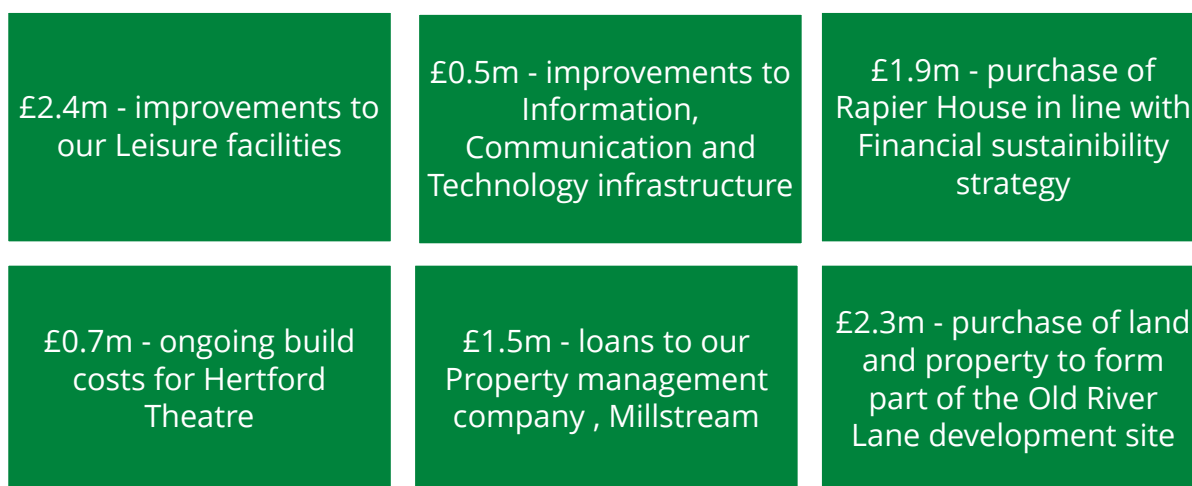 £2.4m - improvements to
our Leisure facilities
£0.5m - improvements to
Information,
Communication and
Technology infrastructure
£1.9m - purchase of
Rapier House in line with
Financial sustainibility
strategy
£0.7m - ongoing build
costs for Hertford
Theatre
£1.5m - loans to our
Property management
company , Millstream
£2.3m - purchase of land
and property to form
part of the Old River
Lane development site